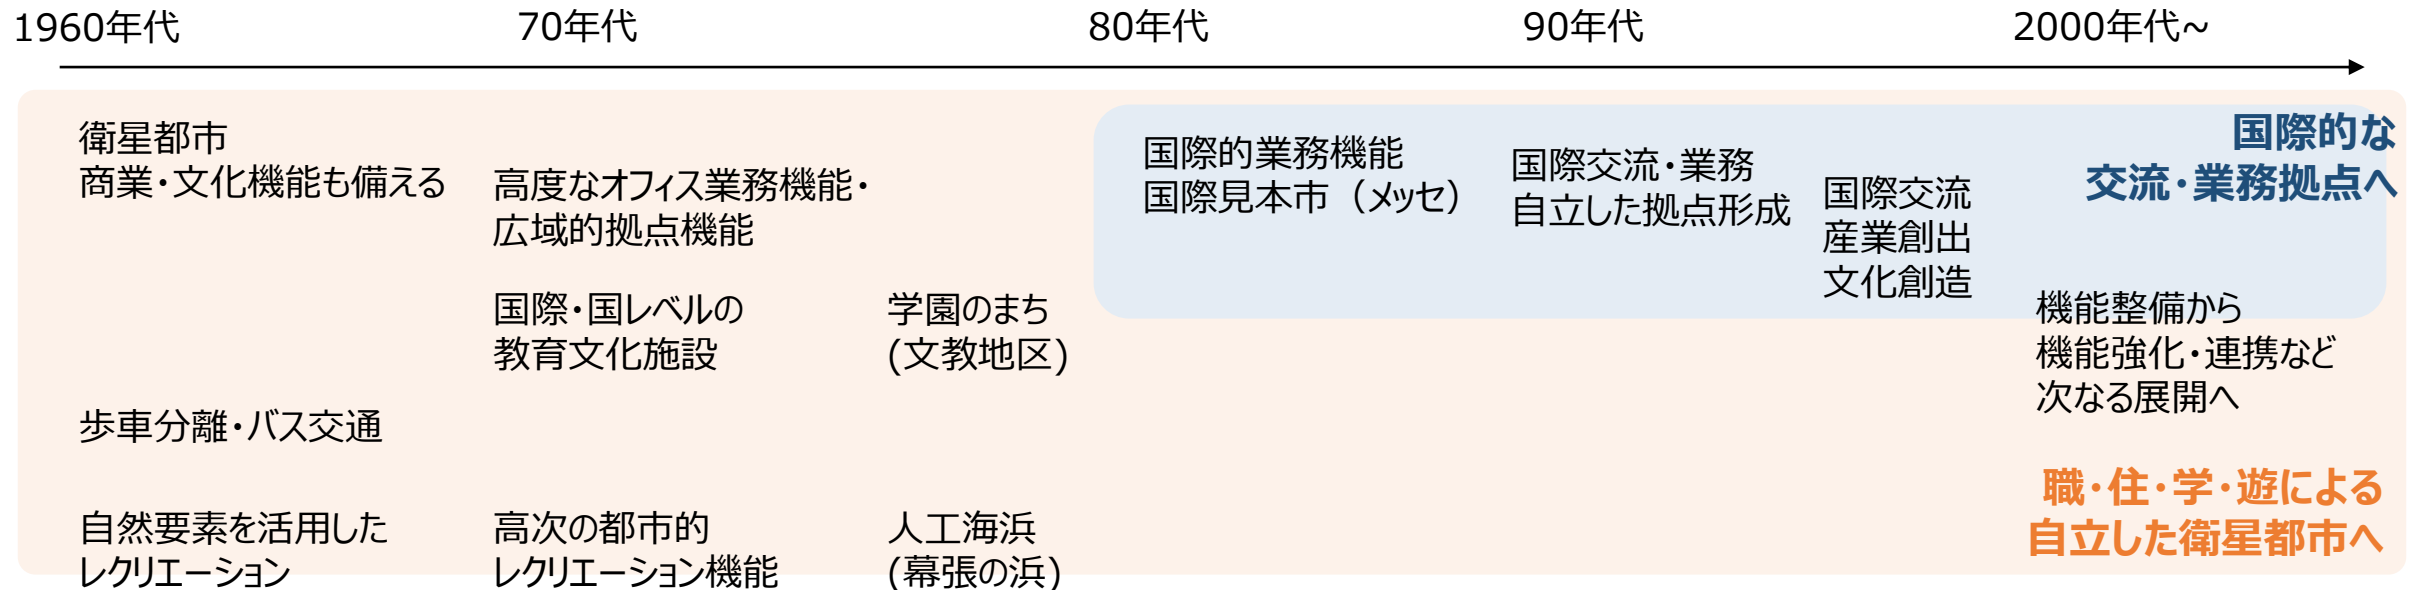 1960年代
70年代
80年代
90年代
2000年代~
衛星都市
商業・文化機能も備える
高度なオフィス業務機能・
広域的拠点機能
国際・国レベルの
教育文化施設
学園のまち
(文教地区)
歩車分離・バス交通
自然要素を活用した
レクリエーション
高次の都市的
レクリエーション機能
人工海浜
(幕張の浜)
国際的業務機能
国際見本市（メッセ）
国際交流・業務
自立した拠点形成
国際交流
産業創出
文化創造
国際的な
交流・業務拠点へ
機能整備から
機能強化・連携など
次なる展開へ
職・住・学・遊による
自立した衛星都市へ